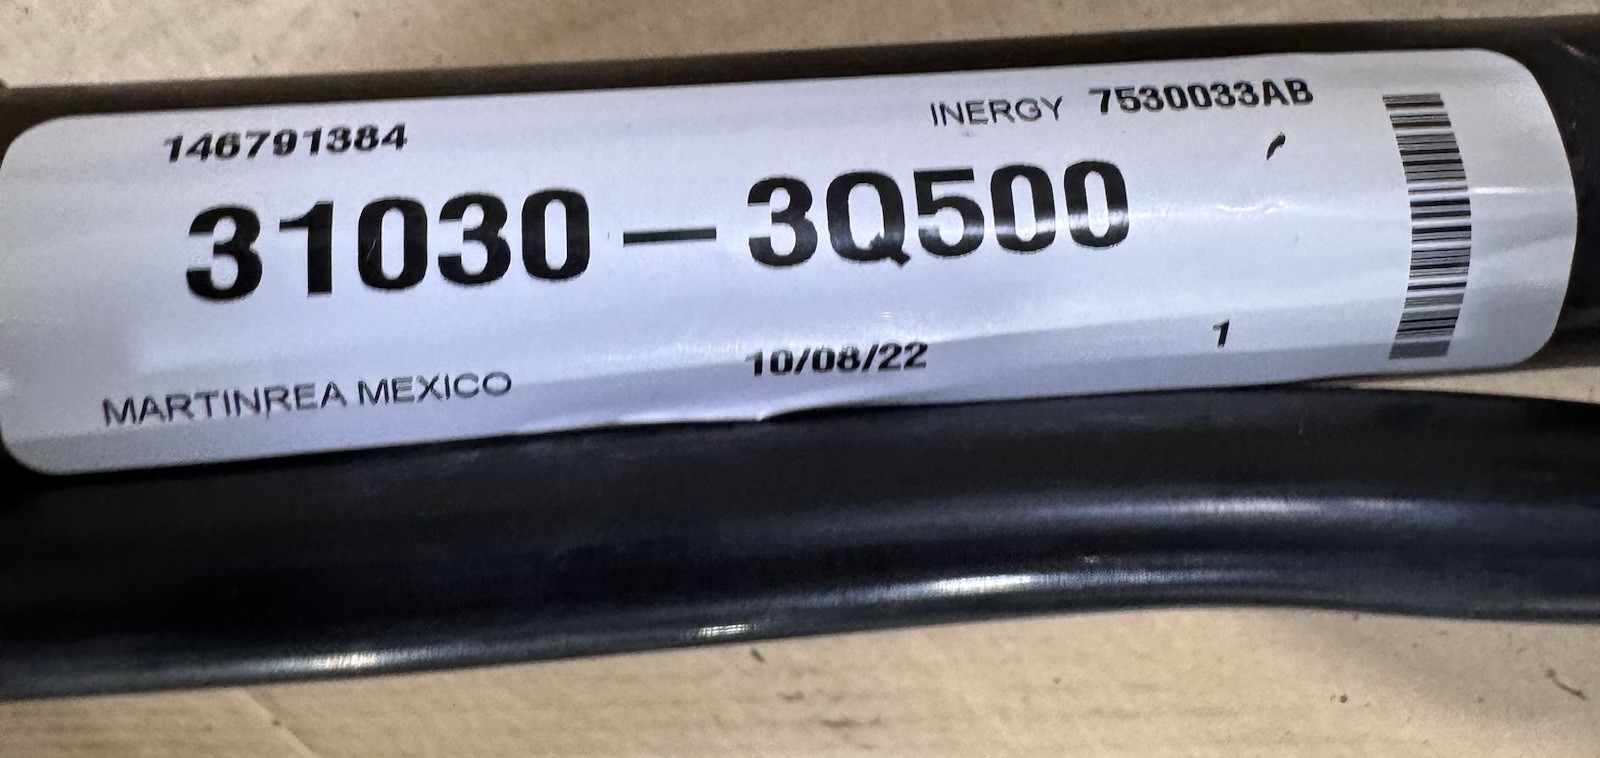 146791384
INERGY 7530033AB
31030-3Q500
10/08/22
1
MARTINREA MEXICO